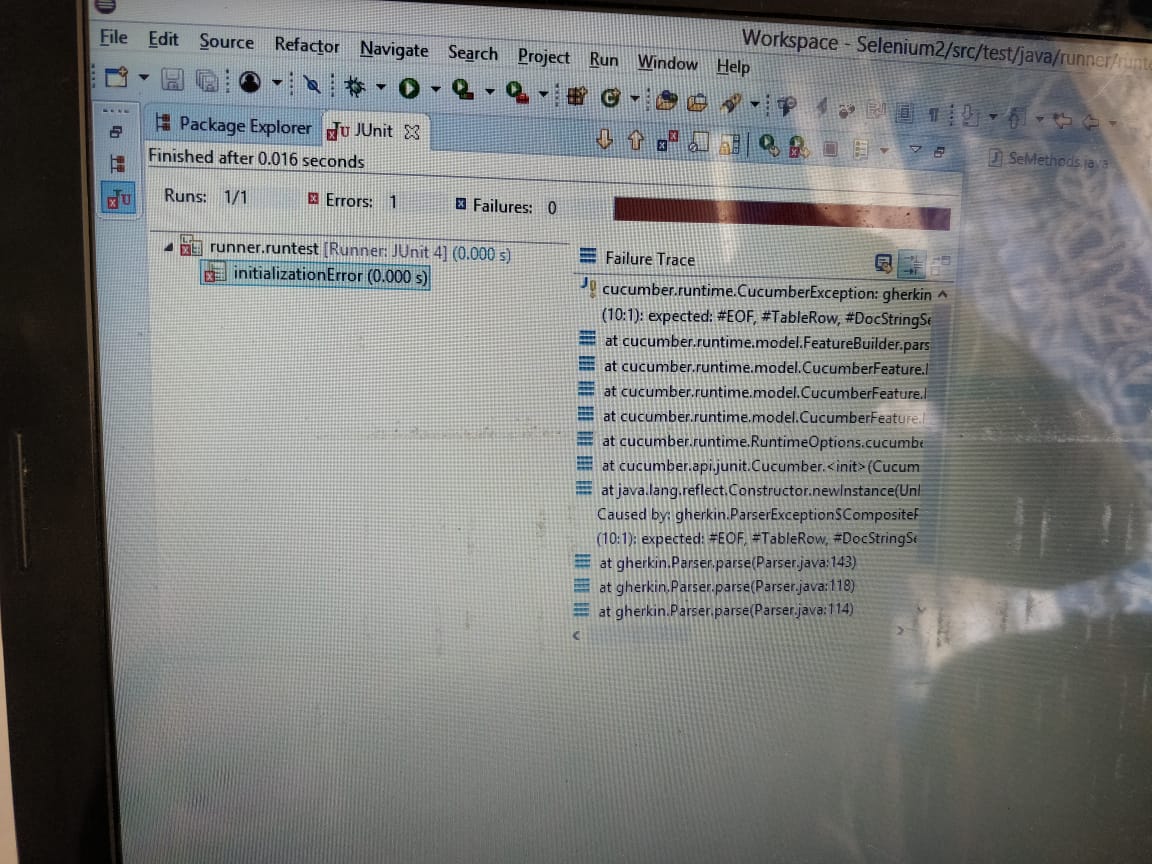 Workspace - Selenium2/src/test/java/runner/runte
File Edit Source Refactor Navigate Search Project Run Window Help
Package Explorer JUnit
SeMethods.java
Finished after 0.016 seconds
Runs: 1/1 Errors: 1 Failures: 0
runner.runtest [Runner: JUnit 4] (0.000 s)
initializationError (0.000 s)
Failure Trace
cucumber.runtime.CucumberException: gherkin
(10:1): expected: #EOF, #TableRow, #DocStringSe
at cucumber.runtime.model.FeatureBuilder.pars
at cucumber.runtime.model.CucumberFeature.l
at cucumber.runtime.model.CucumberFeature.l
at cucumber.runtime.model.CucumberFeature.l
at cucumber.runtime.RuntimeOptions.cucumbe
at cucumber.api.junit.Cucumber.<init>(Cucum
at java.lang.reflect.Constructor.newInstance(Unl
Caused by: gherkin.ParserException$CompositeP
(10:1): expected: #EOF, #TableRow, #DocStringSe
at gherkin.Parser.parse(Parser.java:143)
at gherkin.Parser.parse(Parser.java:118)
at gherkin.Parser.parse(Parser.java:114)